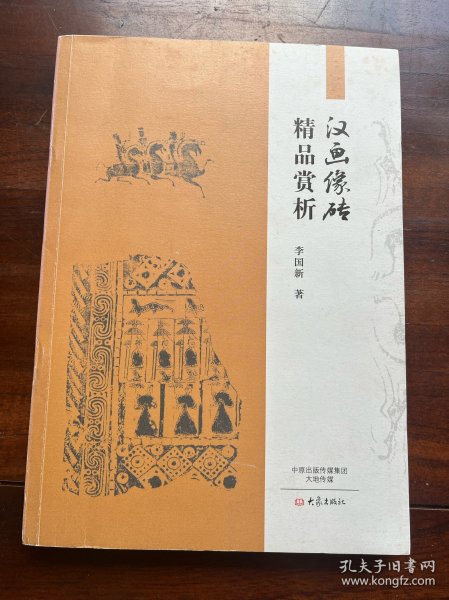 汉画像砖
精品赏析
李国新 著
中原出版传媒集团
大地传媒
大象出版社
孔夫子旧书网
www.kongfz.com